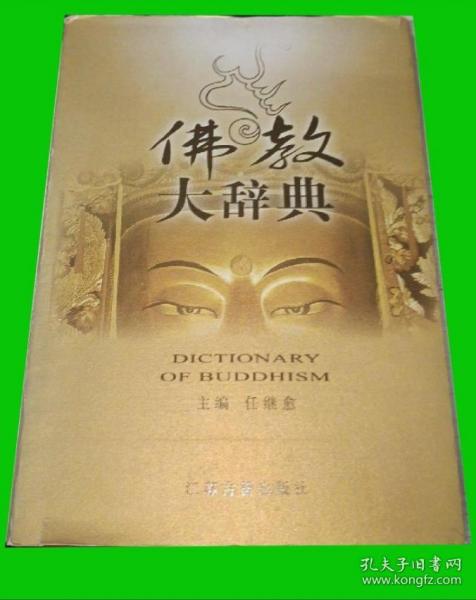 佛教
大辞典
DICTIONARY
OF BUDDHISM
主编 任继愈
江苏古籍出版社
孔夫子旧书网
www.kongfz.com